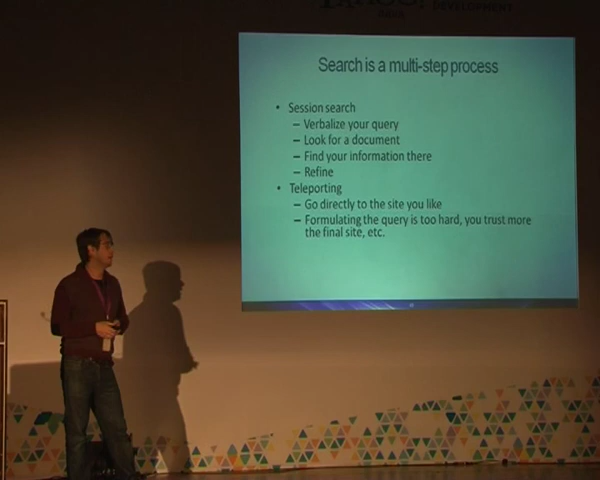 DEVELOPMENT
Search is a multi-step process
• Session search
– Verbalize your query
– Look for a document
– Find your information there
– Refine
• Teleporting
– Go directly to the site you like
– Formulating the query is too hard, you trust more
the final site, etc.